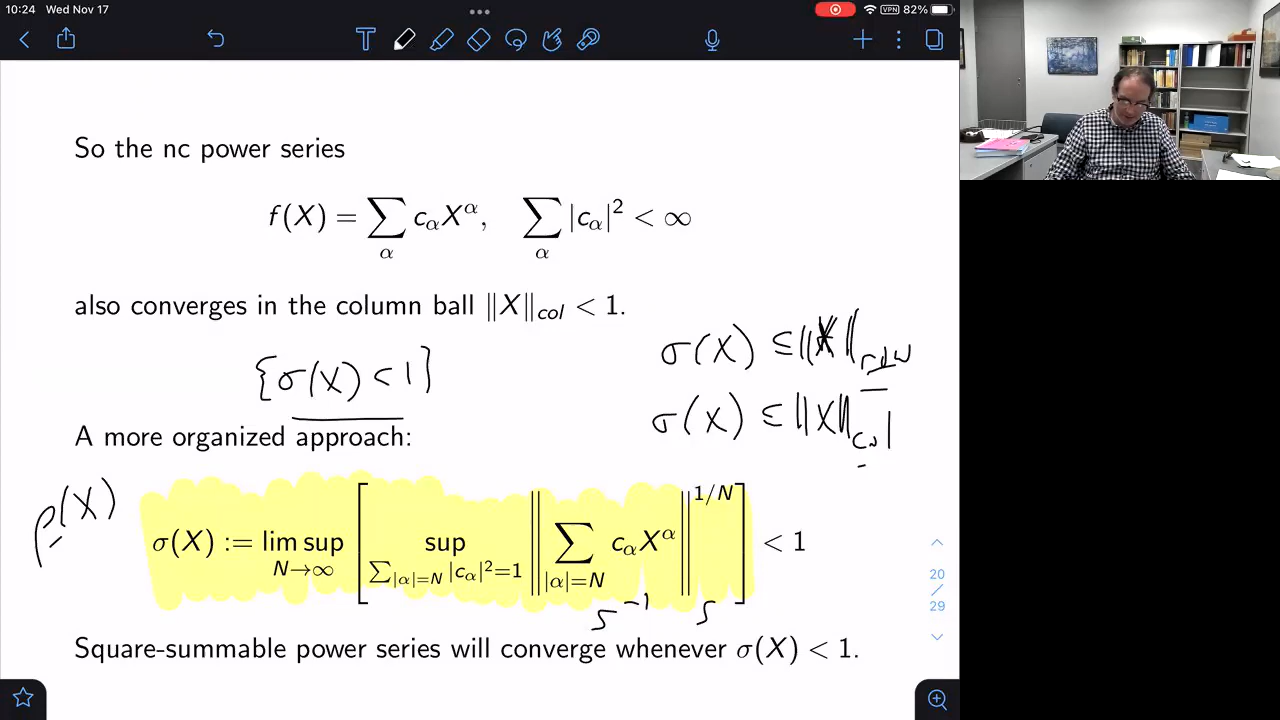 10:24 Wed Nov 17
VPN 82%
So the nc power series
f(X) = ∑_α c_α X^α, ∑_α |c_α|² < ∞
also converges in the column ball ‖X‖_col < 1.
σ(X) ≤ ‖X‖_row
{σ(X) < 1}
σ(X) ≤ ‖X‖_col
A more organized approach:
ρ(X)
σ(X) := lim sup_{N→∞} [ sup_{∑_{|α|=N} |c_α|²=1} ‖ ∑_{|α|=N} c_α X^α ‖^{1/N} ] < 1
S^{-1} S
Square-summable power series will converge whenever σ(X) < 1.
20
/
29